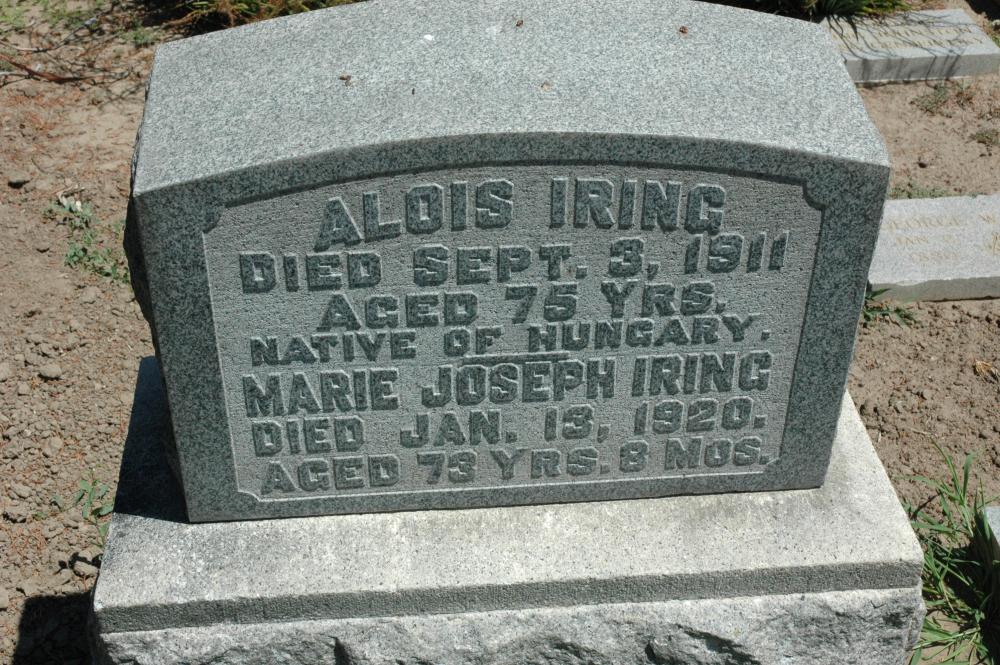 ALOIS IRING
DIED SEPT. 3, 1911
AGED 75 YRS.
NATIVE OF HUNGARY.
MARIE JOSEPH IRING
DIED JAN. 13, 1920.
AGED 73 YRS. 8 MOS.